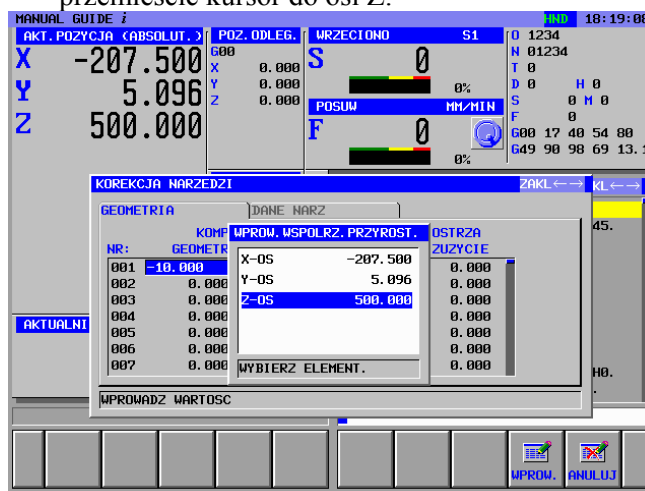 przemieście kursor do osi Z.
MANUAL GUIDE i HND 18:19:08
AKT.POZYCJA (ABSOLUT.) POZ.ODLEG. WRZECIONO S1 O 1234
X -207.500 G00 S 0 N 01234
X 0.000 T 0
Y 5.096 Y 0.000 0% D 0 H 0
Z 0.000 POSUW MM/MIN S 0 M 0
Z 500.000 F 0 F 0
G00 17 40 54 80
0% G49 90 98 69 13.1
KOREKCJA NARZEDZI ZAKL←→ KL←→
GEOMETRIA DANE NARZ
45.
KOMP WPROW.WSPOLRZ.PRZYROST. OSTRZA
NR: GEOMETR ZUZYCIE
X-OS -207.500
001 -10.000 0.000
Y-OS 5.096
002 0.000 0.000
003 0.000 Z-OS 500.000 0.000
004 0.000 0.000
AKTUALNI 005 0.000 0.000
006 0.000 0.000
007 0.000 WYBIERZ ELEMENT. 0.000 H0.
WPROWADZ WARTOSC
WPROW. ANULUJ